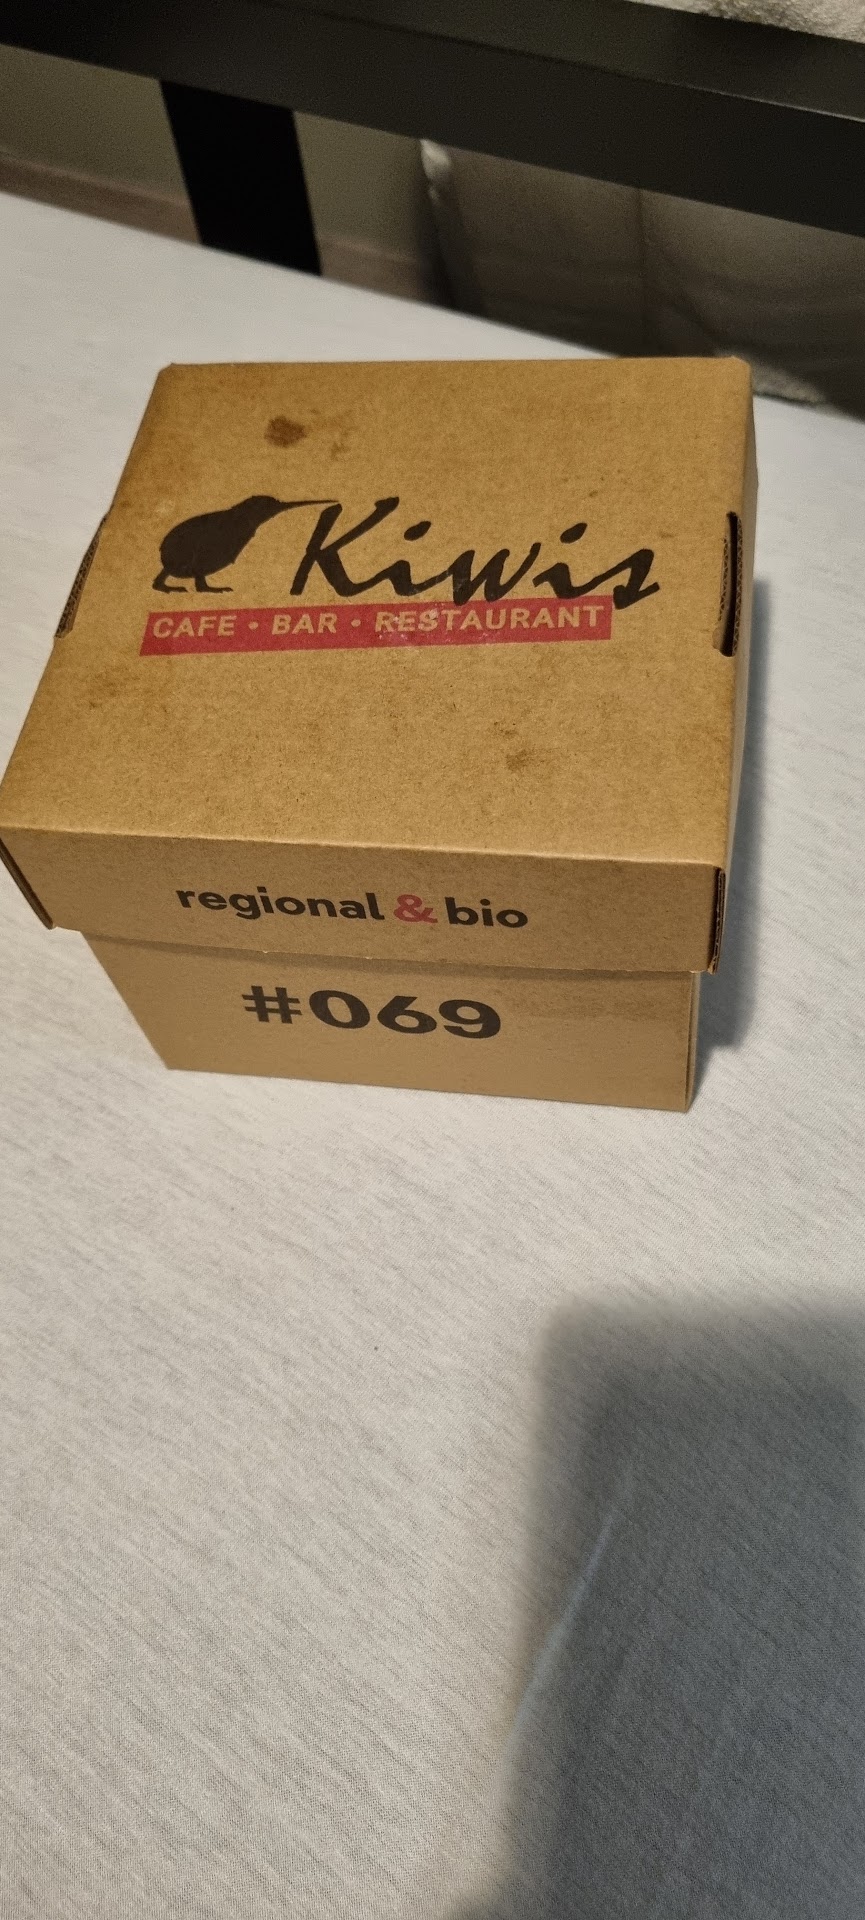 Kiwis
CAFE • BAR • RESTAURANT
regional & bio
#069